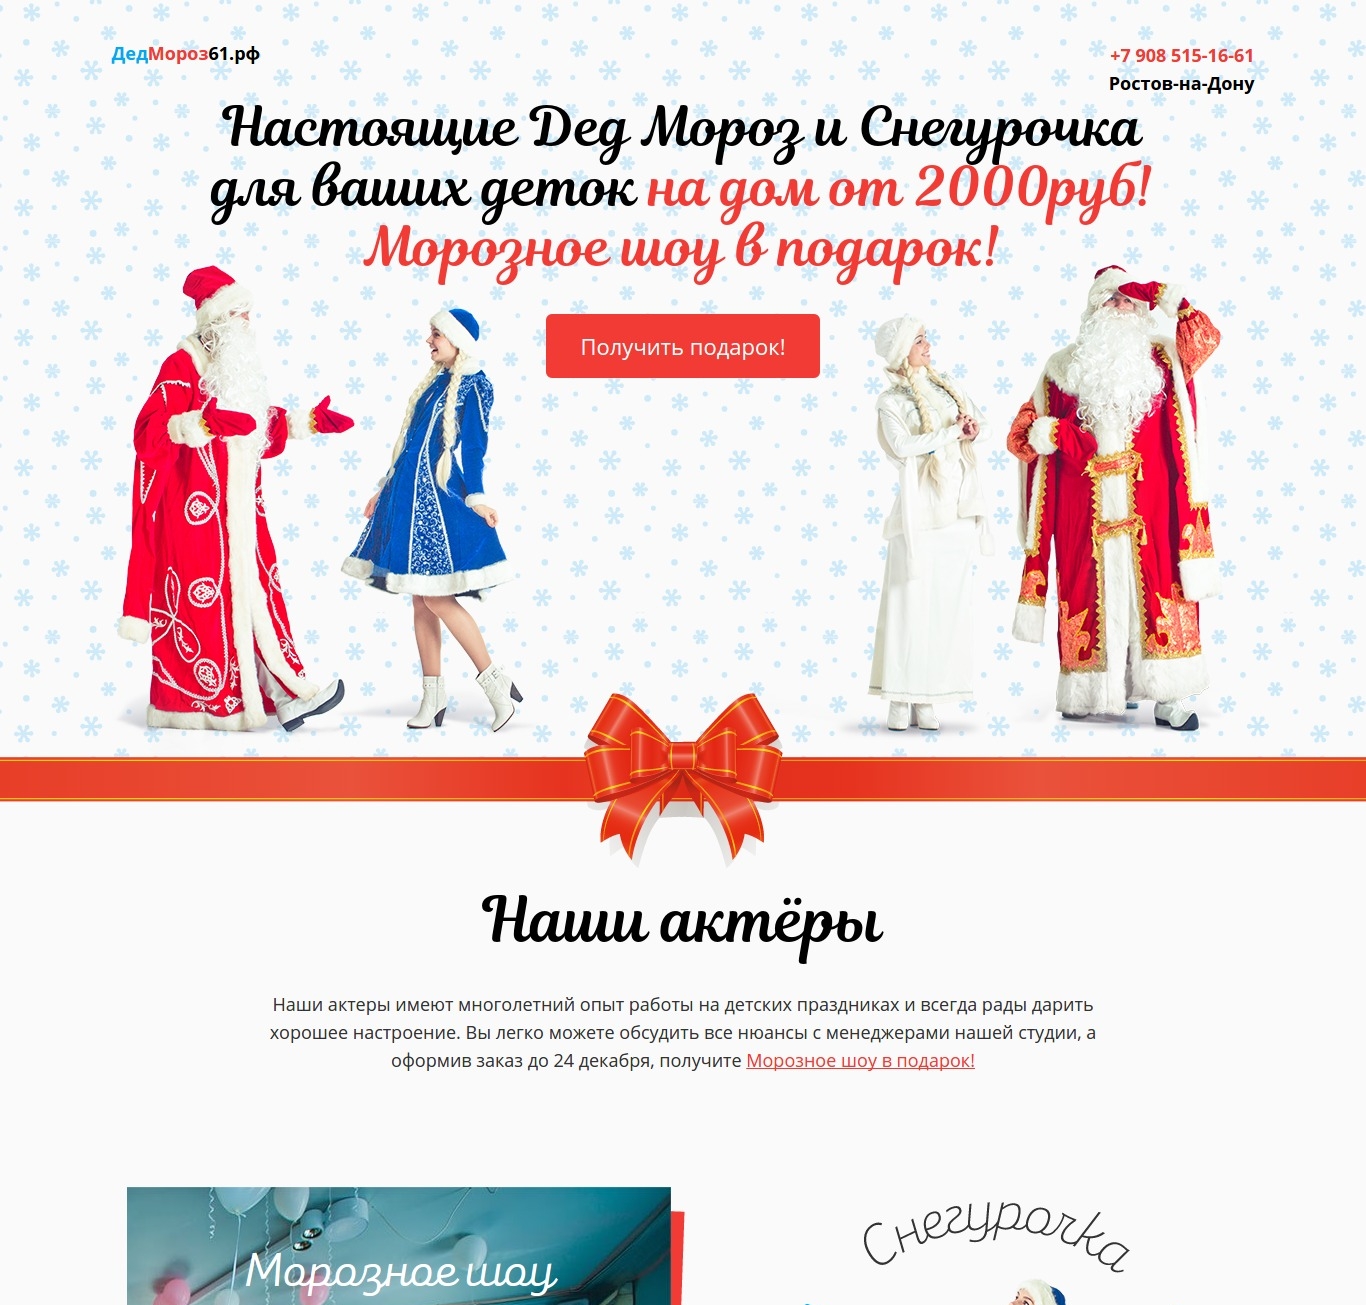 ДедМороз61.рф
+7 908 515-16-61
Ростов-на-Дону
Настоящие Дед Мороз и Снегурочка
для ваших деток на дом от 2000руб!
Морозное шоу в подарок!
Получить подарок!
Наши актёры
Наши актеры имеют многолетний опыт работы на детских праздниках и всегда рады дарить
хорошее настроение. Вы легко можете обсудить все нюансы с менеджерами нашей студии, а
оформив заказ до 24 декабря, получите Морозное шоу в подарок!
Морозное шоу
Снегурочка